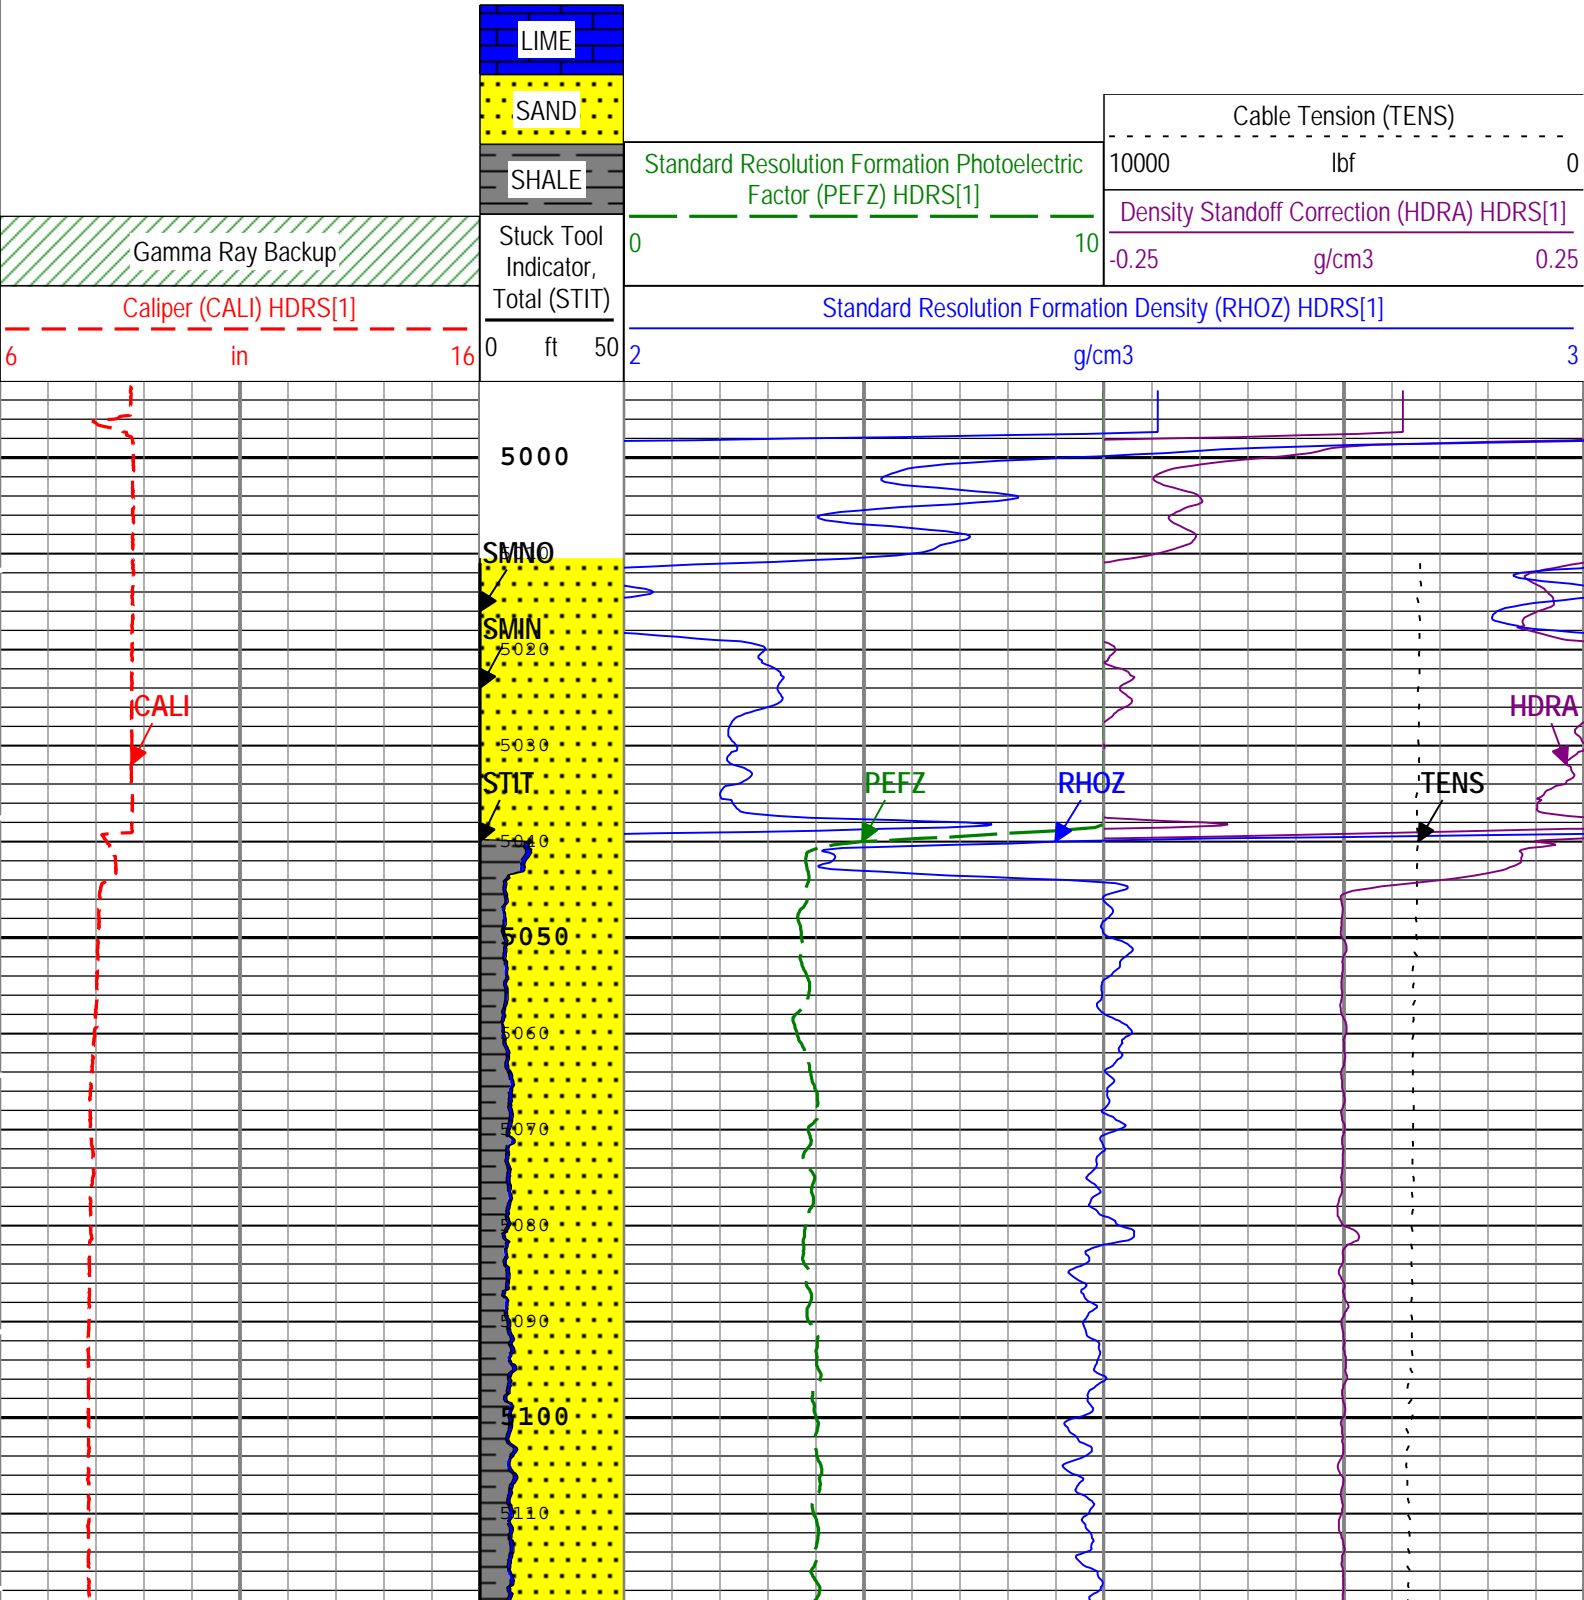 LIME
SAND
SHALE
Gamma Ray Backup
Caliper (CALI) HDRS[1]
6 in 16
Stuck Tool
Indicator,
Total (STIT)
0 ft 50
Standard Resolution Formation Photoelectric
Factor (PEFZ) HDRS[1]
0 10
Cable Tension (TENS)
10000 lbf 0
Density Standoff Correction (HDRA) HDRS[1]
-0.25 g/cm3 0.25
Standard Resolution Formation Density (RHOZ) HDRS[1]
2 g/cm3 3
5000
SMNO
5010
SMIN
5020
CALI
HDRA
5030
STIT
PEFZ
RHOZ
TENS
5040
5050
5060
5070
5080
5090
5100
5110